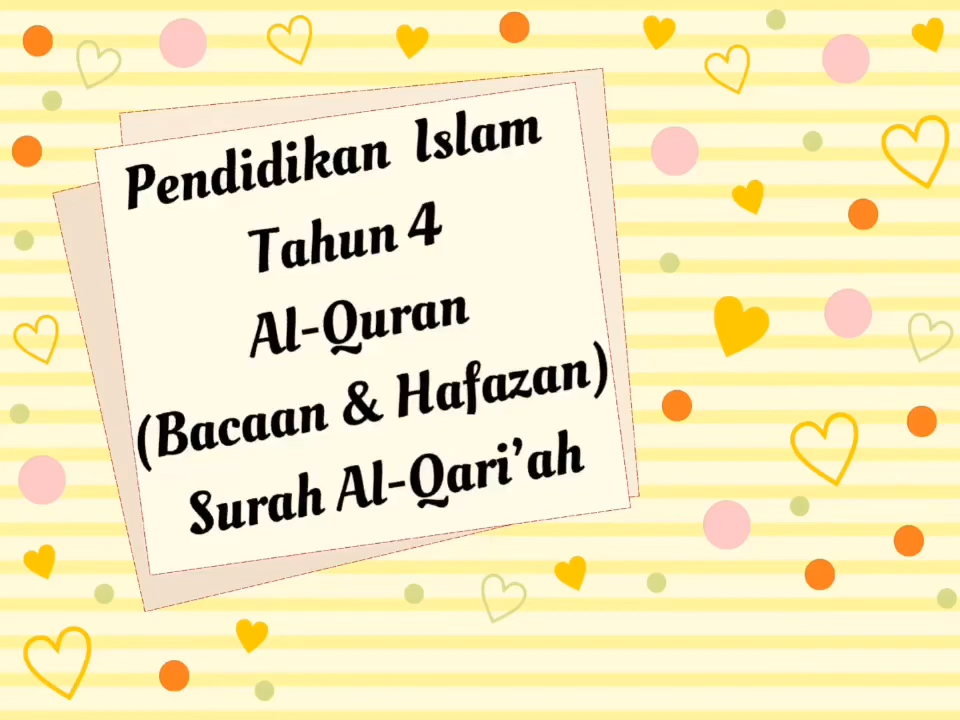 Pendidikan Islam
Tahun 4
Al-Quran
(Bacaan & Hafazan)
Surah Al-Qari’ah